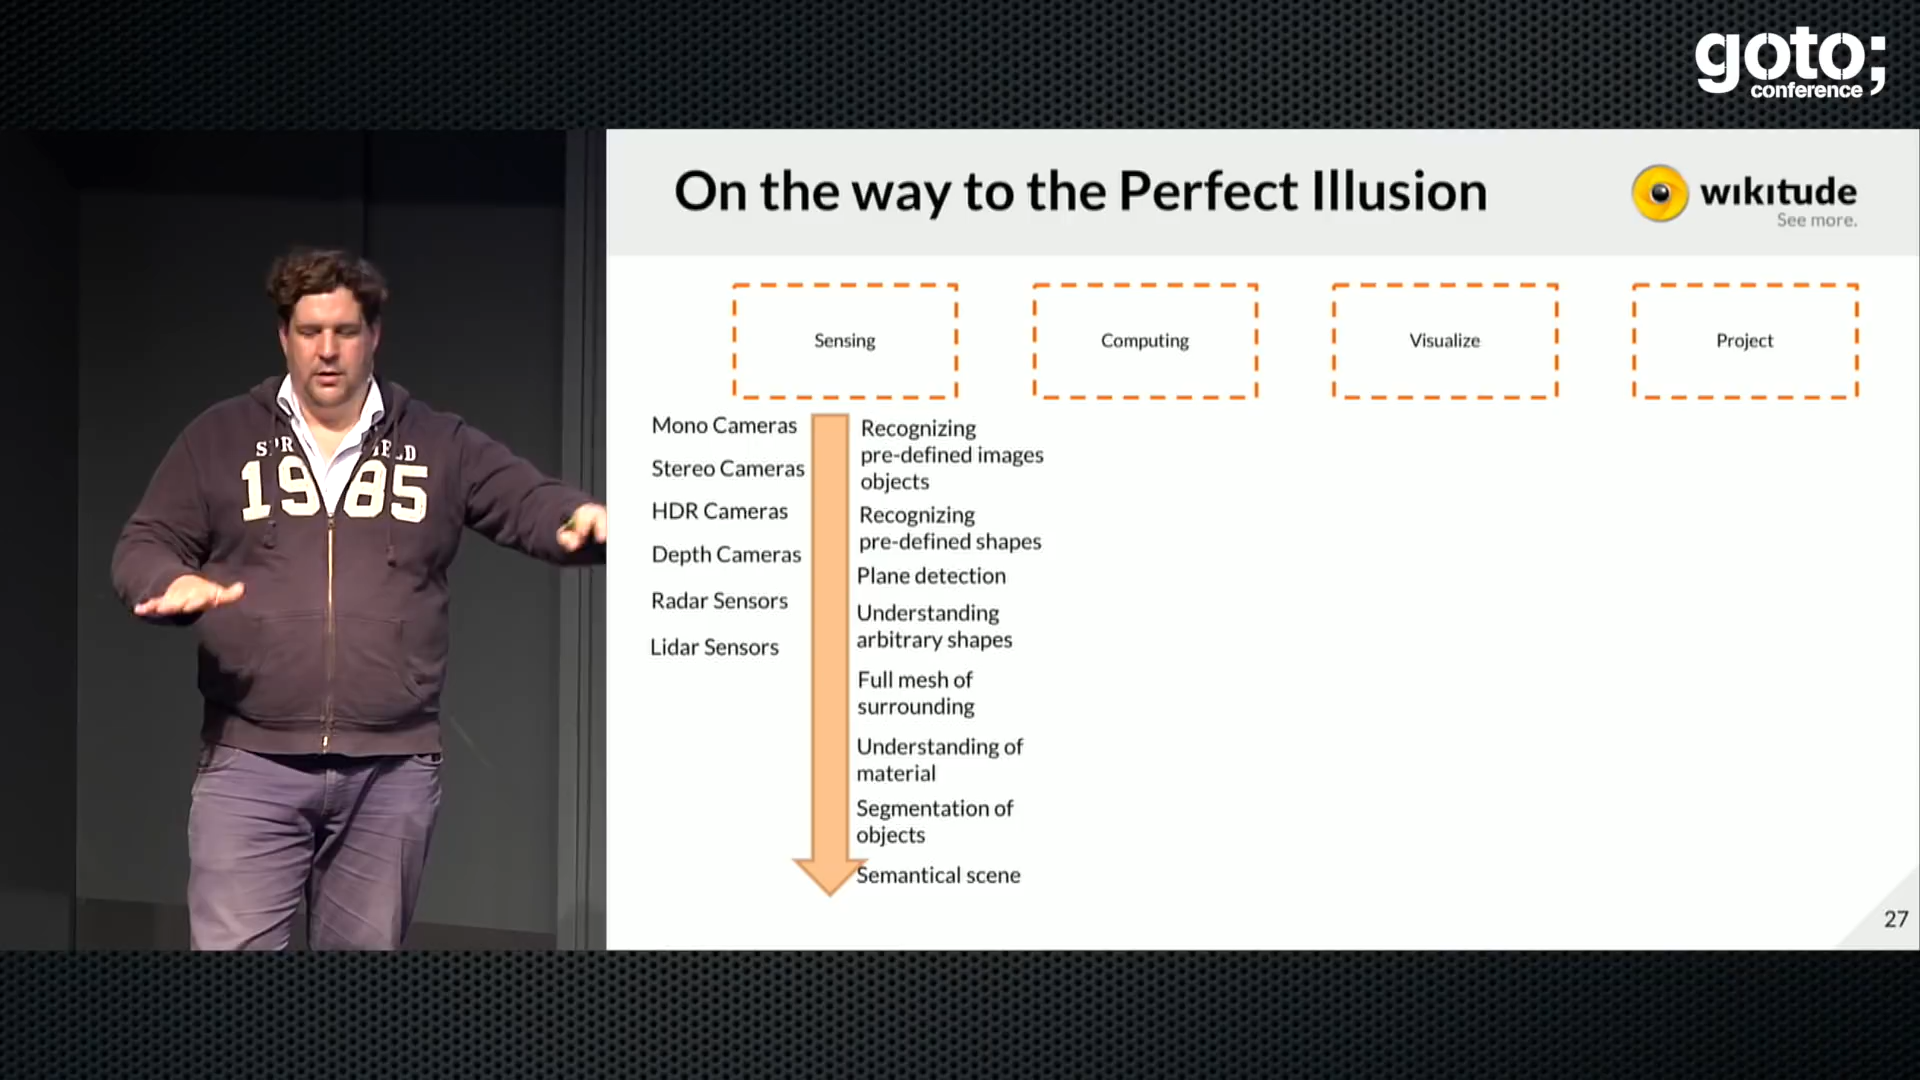 goto;
conference
On the way to the Perfect Illusion
wikitude
See more.
Sensing
Computing
Visualize
Project
Mono Cameras
Stereo Cameras
HDR Cameras
Depth Cameras
Radar Sensors
Lidar Sensors
Recognizing
pre-defined images
objects
Recognizing
pre-defined shapes
Plane detection
Understanding
arbitrary shapes
Full mesh of
surrounding
Understanding of
material
Segmentation of
objects
Semantical scene
27
1985